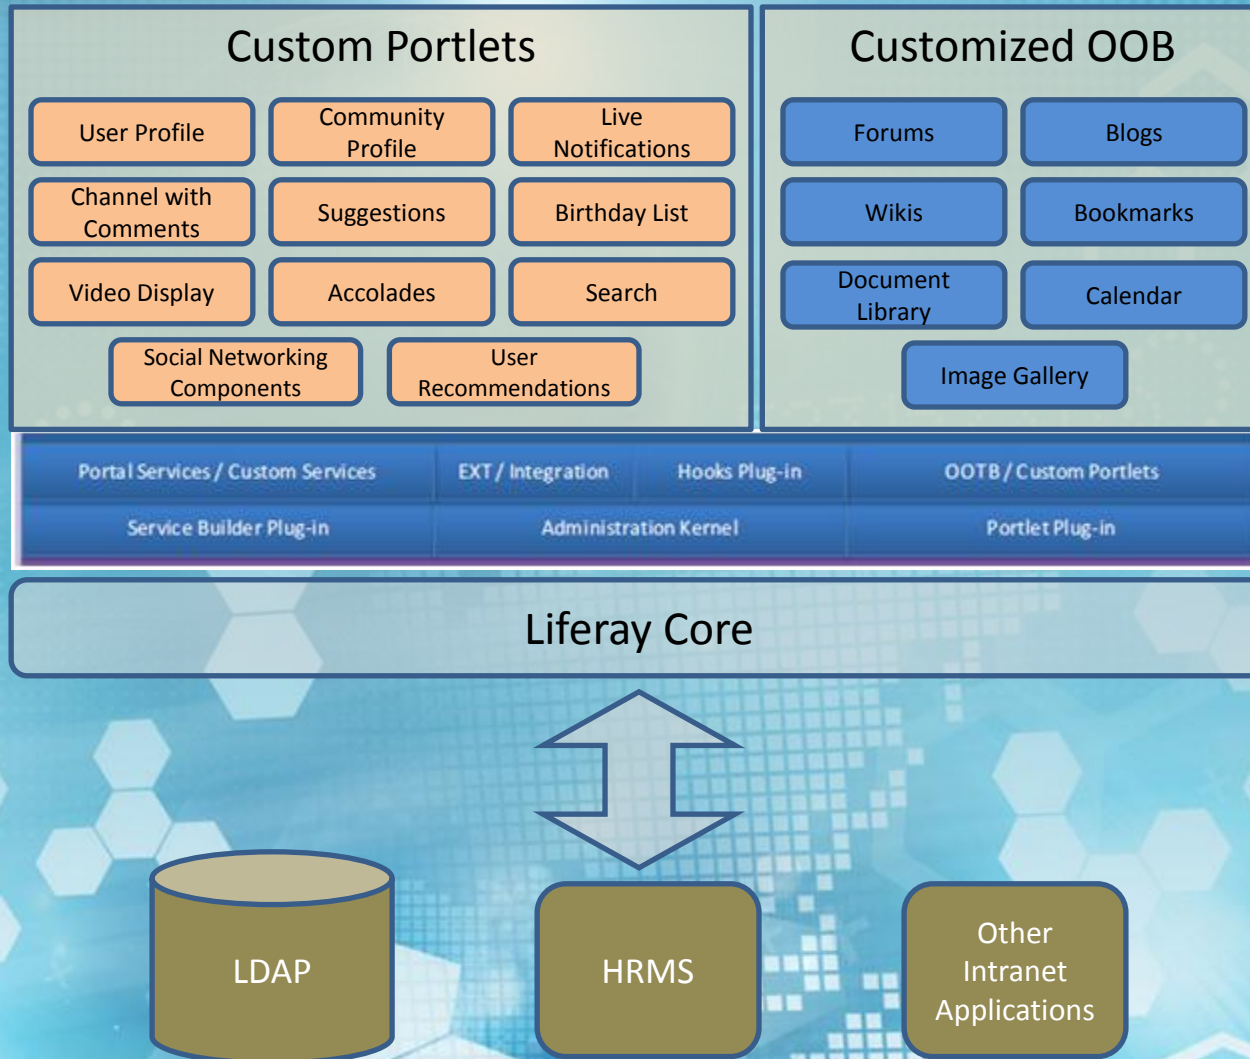 Custom Portlets
Customized OOB
User Profile
Community
Profile
Live
Notifications
Channel with
Comments
Suggestions
Birthday List
Video Display
Accolades
Search
Social Networking
Components
User
Recommendations
Forums
Blogs
Wikis
Bookmarks
Document
Library
Calendar
Image Gallery
Portal Services / Custom Services
EXT / Integration
Hooks Plug-in
OOTB / Custom Portlets
Service Builder Plug-in
Administration Kernel
Portlet Plug-in
Liferay Core
LDAP
HRMS
Other
Intranet
Applications